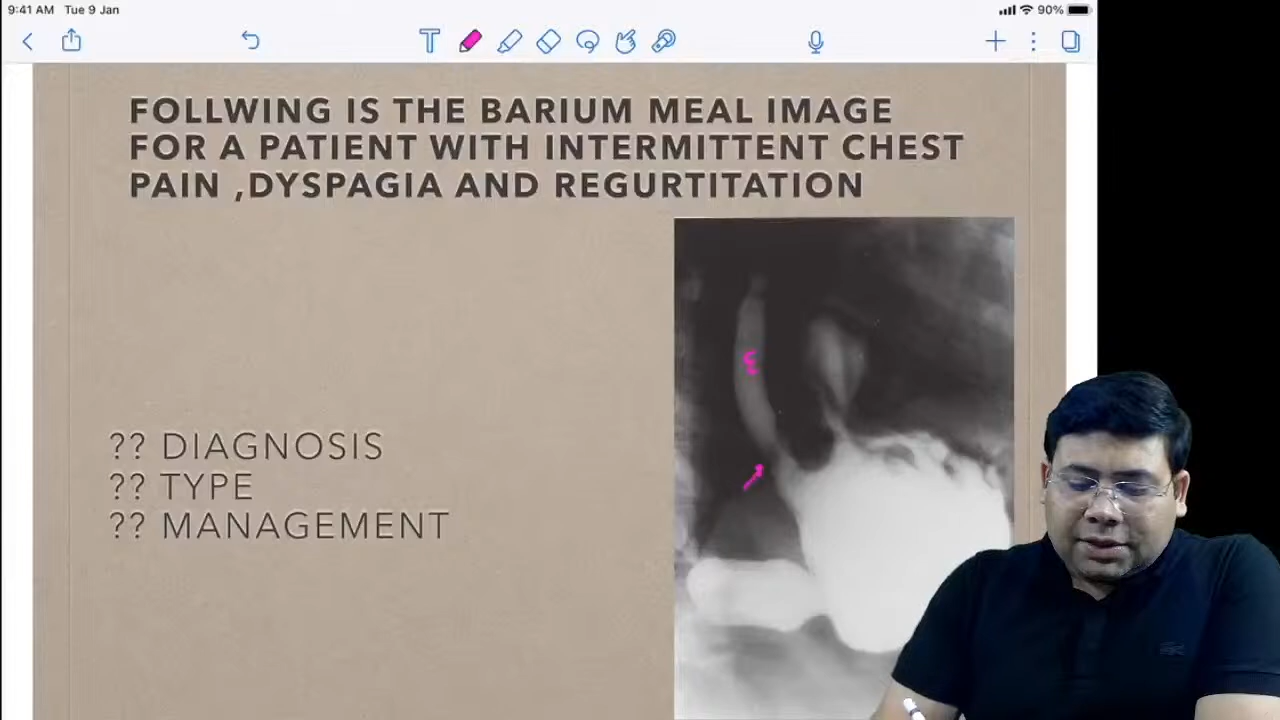 9:41 AM Tue 9 Jan
90%
T
FOLLWING IS THE BARIUM MEAL IMAGE
FOR A PATIENT WITH INTERMITTENT CHEST
PAIN ,DYSPAGIA AND REGURTITATION
?? DIAGNOSIS
?? TYPE
?? MANAGEMENT